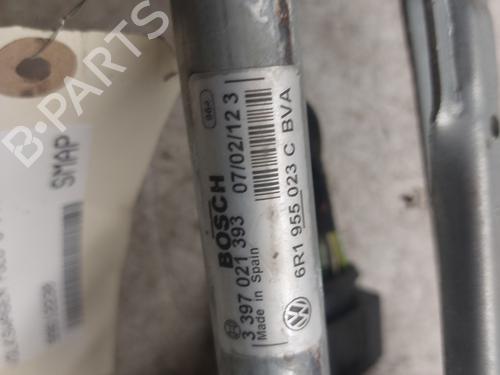 BOSCH 07/02/12 3
3 397 021 393
Made in Spain
6R1 955 023 C BVA
SMAP
B-PARTS